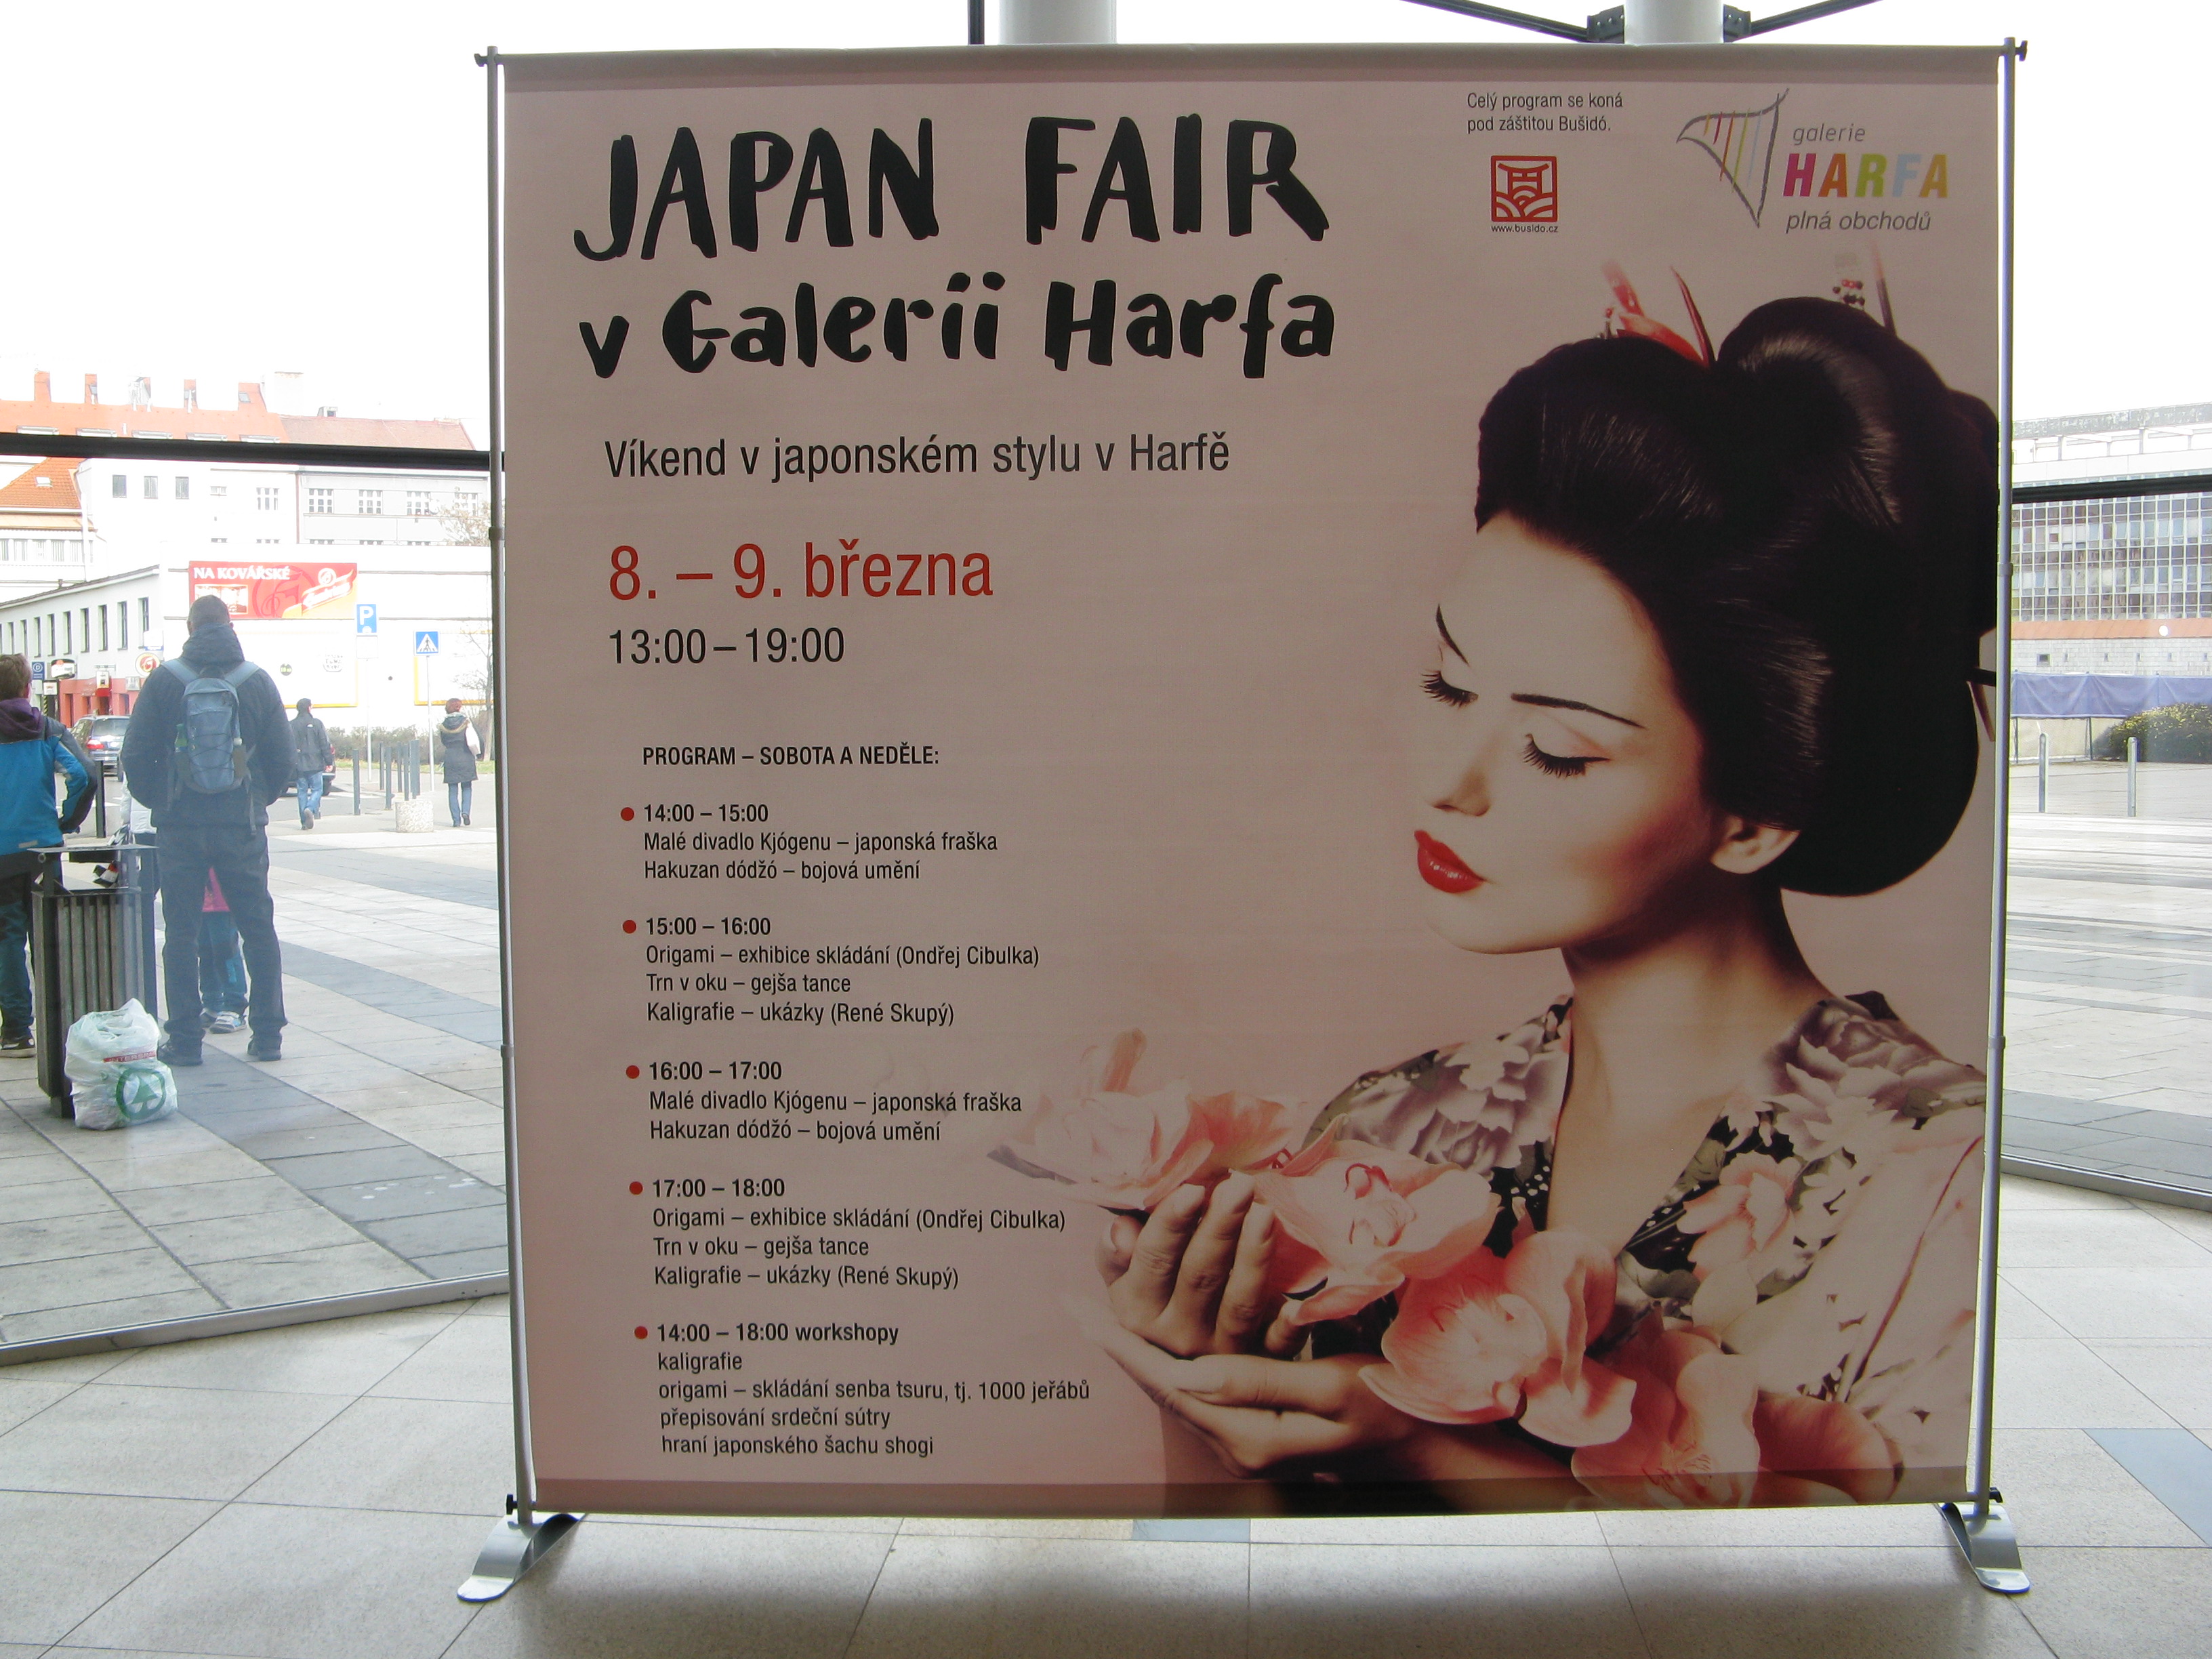 JAPAN FAIR
v Galerii Harfa
Celý program se koná
pod záštitou Bušidó.
www.busido.cz
galerie
HARFA
plná obchodů
Víkend v japonském stylu v Harfě
8. – 9. března
13:00 – 19:00
PROGRAM – SOBOTA A NEDĚLE:
14:00 – 15:00
Malé divadlo Kjógenu – japonská fraška
Hakuzan dódžó – bojová umění
15:00 – 16:00
Origami – exhibice skládání (Ondřej Cibulka)
Trn v oku – gejša tance
Kaligrafie – ukázky (René Skupý)
16:00 – 17:00
Malé divadlo Kjógenu – japonská fraška
Hakuzan dódžó – bojová umění
17:00 – 18:00
Origami – exhibice skládání (Ondřej Cibulka)
Trn v oku – gejša tance
Kaligrafie – ukázky (René Skupý)
14:00 – 18:00 workshopy
kaligrafie
origami – skládání senba tsuru, tj. 1000 jeřábů
přepisování srdeční sútry
hraní japonského šachu shogi
NA KOVÁŘSKÉ
P